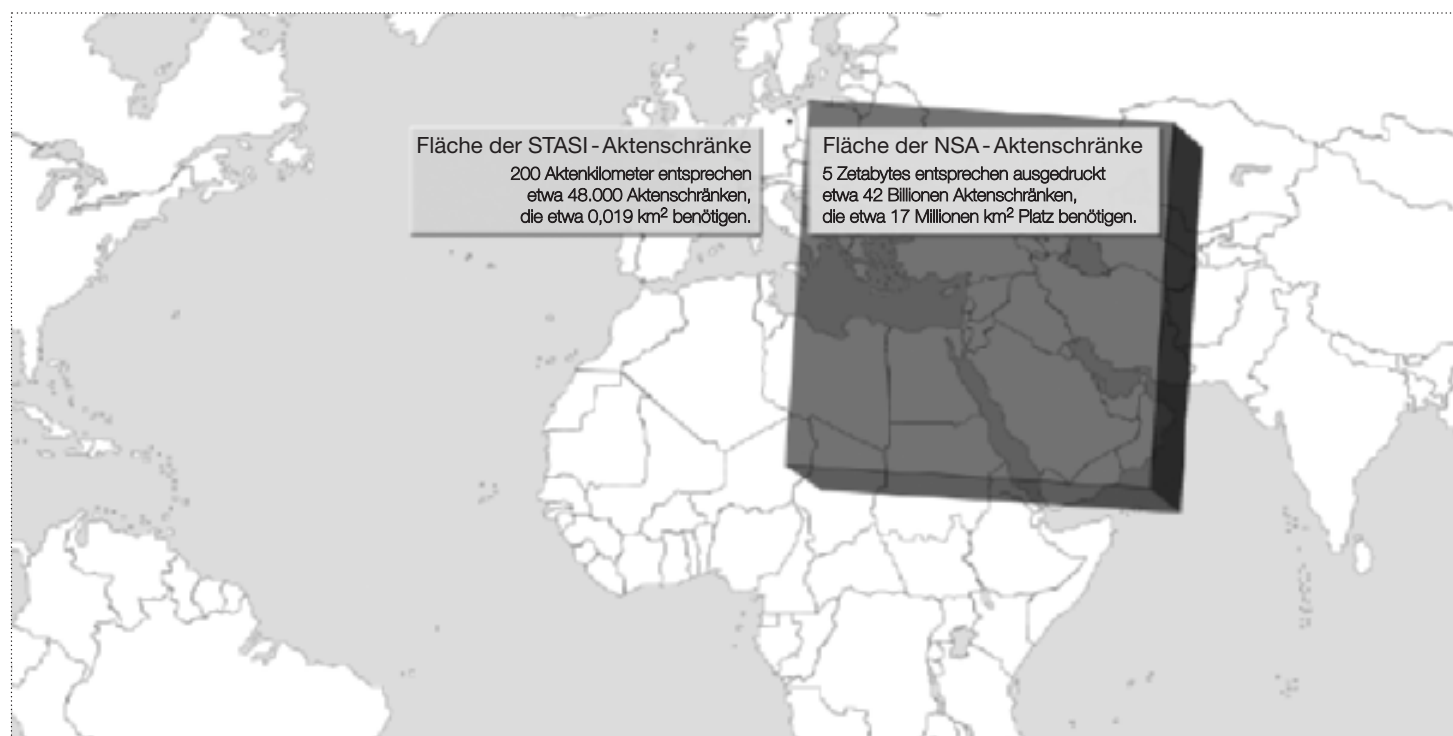 Fläche der STASI - Aktenschränke
200 Aktenkilometer entsprechen
etwa 48.000 Aktenschränken,
die etwa 0,019 km² benötigen.
Fläche der NSA - Aktenschränke
5 Zetabytes entsprechen ausgedruckt
etwa 42 Billionen Aktenschränken,
die etwa 17 Millionen km² Platz benötigen.